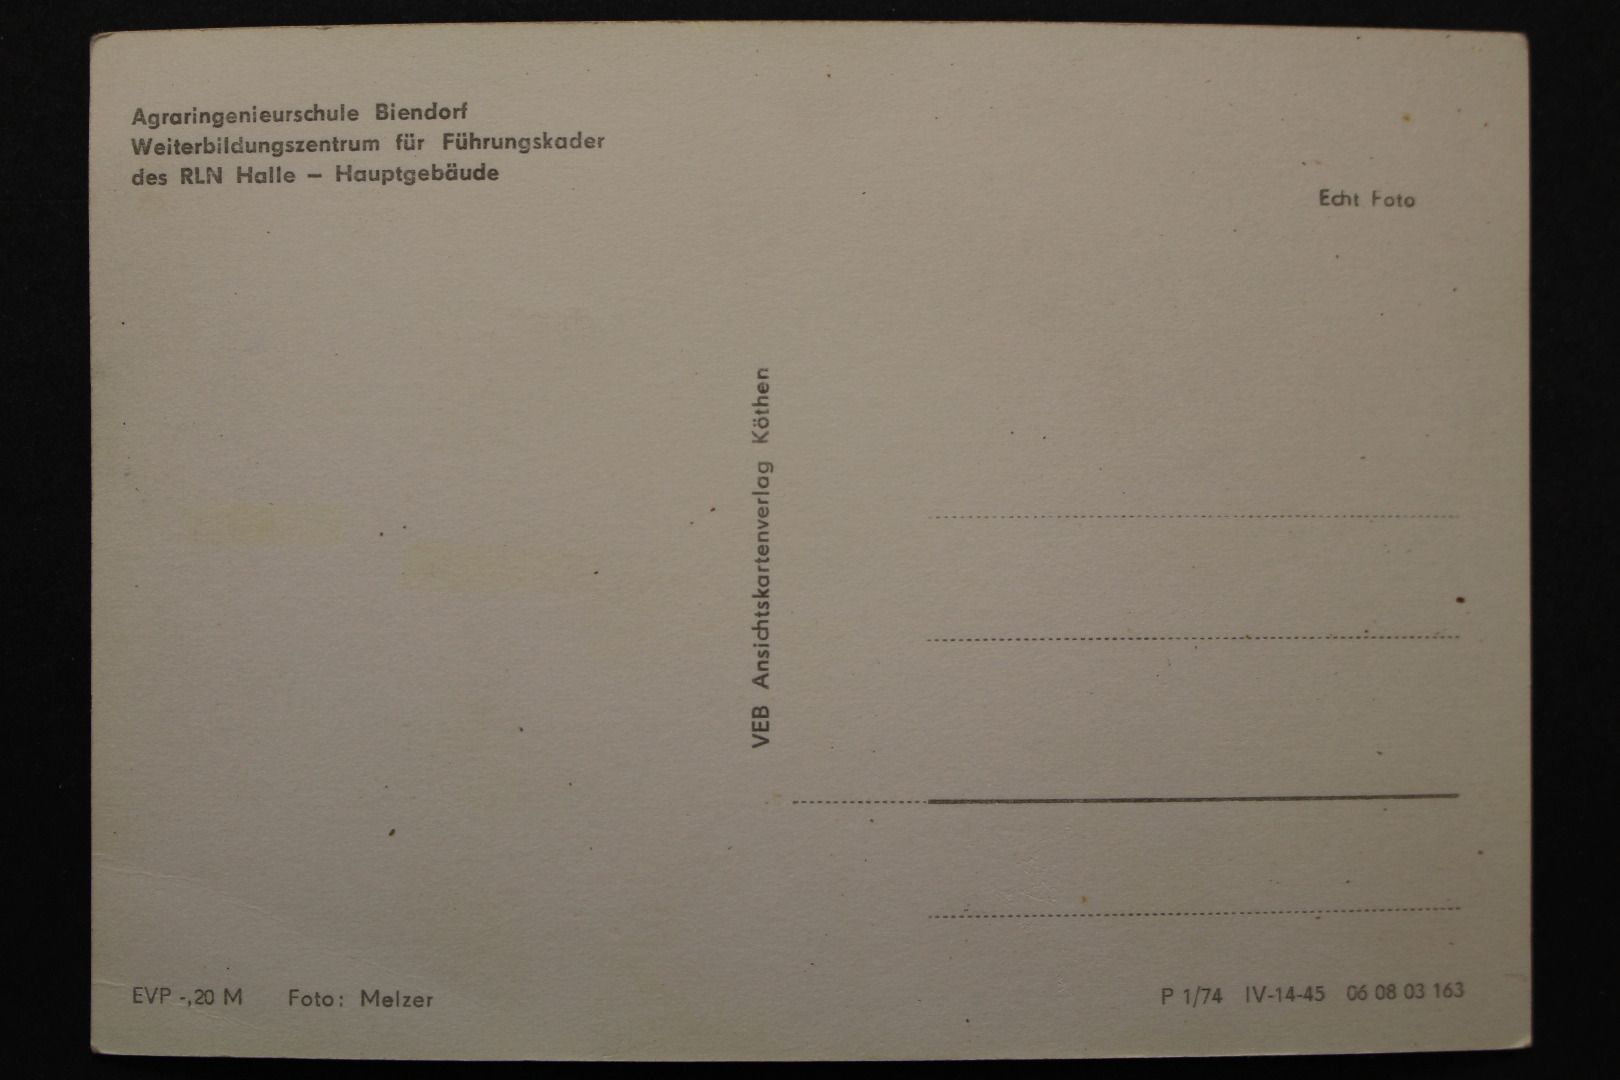 Agraringenieurschule Biendorf
Weiterbildungszentrum für Führungskader
des RLN Halle – Hauptgebäude
Echt Foto
VEB Ansichtskartenverlag Köthen
EVP -,20 M Foto: Melzer
P 1/74 IV-14-45 06 08 03 163